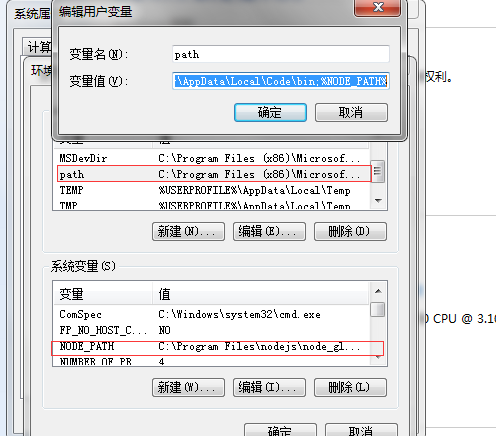 系统属
编辑用户变量
计算
环境
变量名(N):
path
变量值(V):
\AppData\Local\Code\bin;%NODE_PATH%
权利。
确定
取消
变量
值
MSDevDir
C:\Program Files (x86)\Microsof...
path
C:\Program Files (x86)\Microsof...
TEMP
%USERPROFILE%\AppData\Local\Temp
TMP
%USERPROFILE%\AppData\Local\Temp
新建(N)...
编辑(E)...
删除(D)
系统变量(S)
变量
值
ComSpec
C:\Windows\system32\cmd.exe
0 CPU @ 3.10
FP_NO_HOST_C...
NO
NODE_PATH
C:\Program Files\nodejs\node_gl...
NUMBER_OF_PR
4
新建(W)...
编辑(I)...
删除(L)
确定
取消